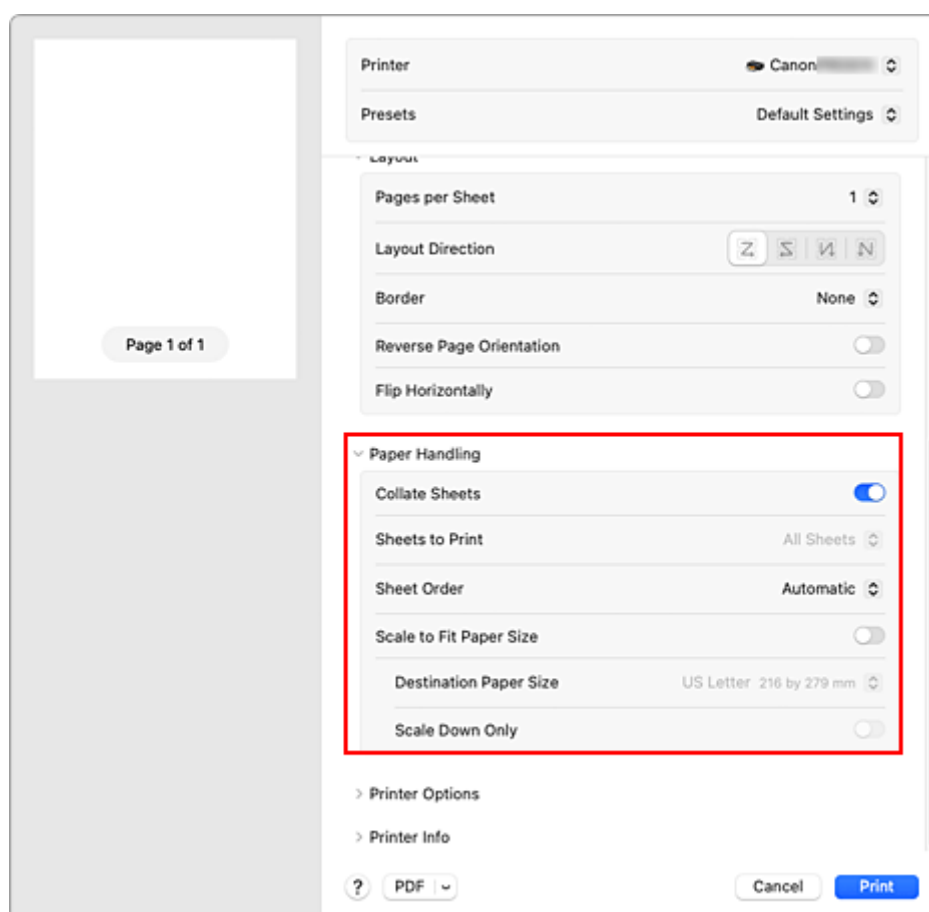 Printer Canon
Presets Default Settings
Layout
Pages per Sheet 1
Layout Direction
Border None
Page 1 of 1
Reverse Page Orientation
Flip Horizontally
Paper Handling
Collate Sheets
Sheets to Print All Sheets
Sheet Order Automatic
Scale to Fit Paper Size
Destination Paper Size US Letter 216 by 279 mm
Scale Down Only
Printer Options
Printer Info
? PDF Cancel Print